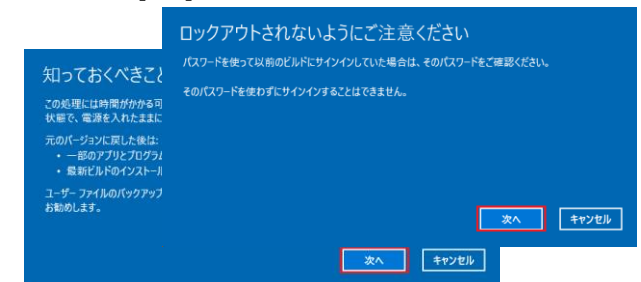 ロックアウトされないようにご注意ください
パスワードを使って以前のビルドにサインインしていた場合は、そのパスワードをご確認ください。
そのパスワードを使わずにサインインすることはできません。
次へ
キャンセル
知っておくべきこと
この処理には時間がかかる可
状態で、電源を入れたままに
元のバージョンに戻した後は:
・ 一部のアプリとプログラム
・ 最新ビルドのインストール
ユーザー ファイルのバックアップ
お勧めします。
次へ
キャンセル